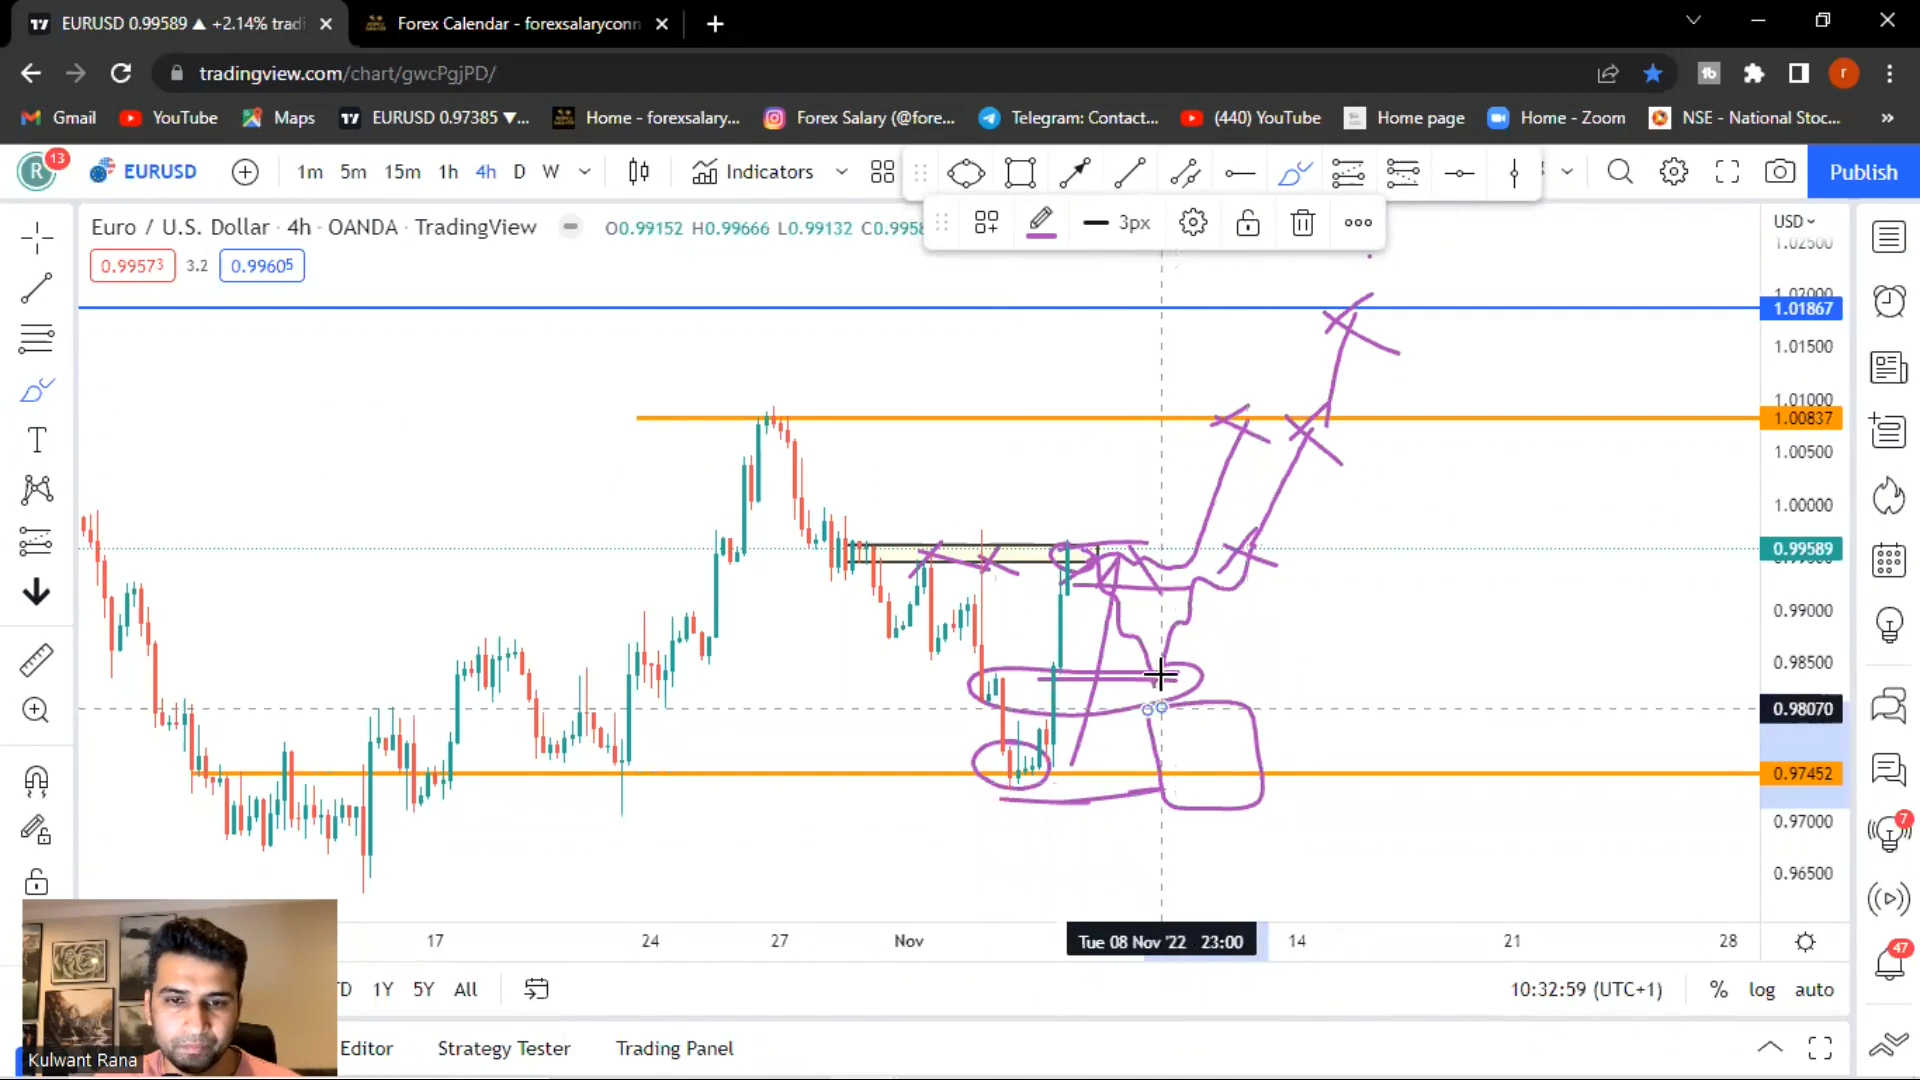 EURUSD 0.99589 ▲ +2.14% tradi
Forex Calendar - forexsalaryconn
tradingview.com/chart/gwcPgjPD/
r
Gmail
YouTube
Maps
EURUSD 0.97385 ▼...
Home - forexsalary...
Forex Salary (@fore...
Telegram: Contact...
(440) YouTube
Home page
Home - Zoom
NSE - National Stoc...
»
R
13
EURUSD
1m 5m 15m 1h 4h D W
Indicators
Publish
3px
Euro / U.S. Dollar · 4h · OANDA · TradingView
O0.99152 H0.99666 L0.99132 C0.9958
0.99573
3.2
0.99605
USD
1.02500
1.02000
1.01867
1.01500
1.01000
1.00837
1.00500
1.00000
0.99589
0.99000
0.98500
0.98070
0.97452
0.97000
0.96500
7
47
17 24 27 Nov Tue 08 Nov '22 23:00 14 21 28
1Y 5Y All
10:32:59 (UTC+1)
% log auto
Editor
Strategy Tester
Trading Panel
Kulwant Rana